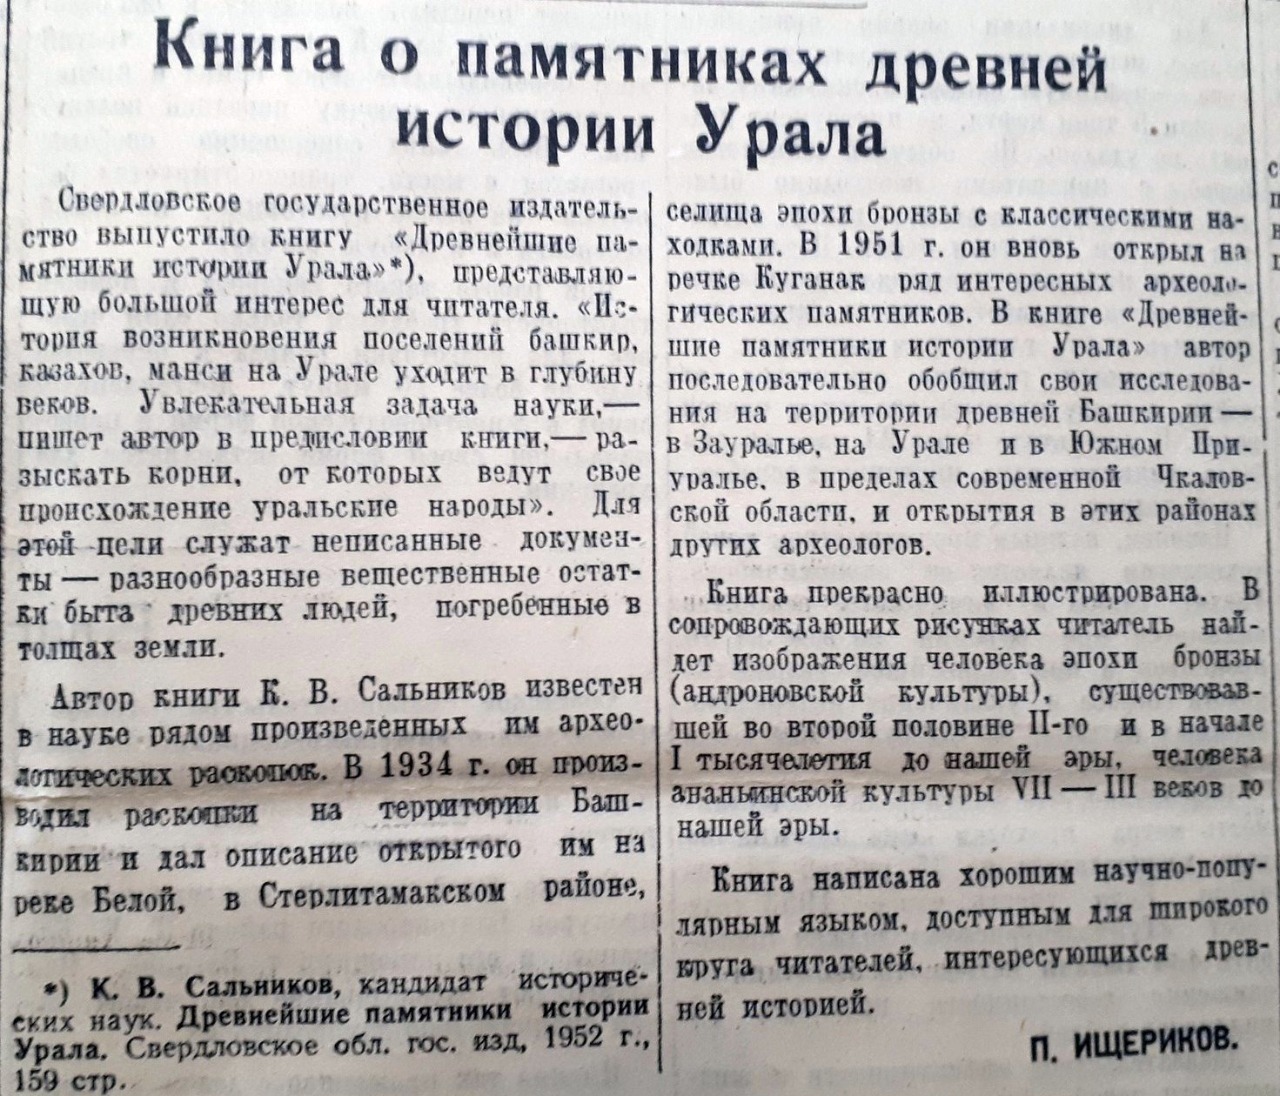 Книга о памятниках древней
истории Урала
Свердловское государственное издатель-
ство выпустило книгу «Древнейшие па-
мятники истории Урала»*), представляю-
щую большой интерес для читателя. «Ис-
тория возникновения поселений башкир,
казахов, манси на Урале уходит в глубину
веков. Увлекательная задача науки,—
пишет автор в предисловии книги,— ра-
зыскать корни, от которых ведут свое
происхождение уральские народы». Для
этой цели служат неписанные докумен-
ты — разнообразные вещественные остат-
ки быта древних людей, погребенные в
толщах земли.
Автор книги К. В. Сальников известен
в науке рядом произведенных им архео-
логических раскопок. В 1934 г. он произ-
водил раскопки на территории Баш-
кирии и дал описание открытого им на
реке Белой, в Стерлитамакском районе,
*) К. В. Сальников, кандидат историче-
ских наук. Древнейшие памятники истории
Урала. Свердловское обл. гос. изд, 1952 г.,
159 стр.
селища эпохи бронзы с классическими на-
ходками. В 1951 г. он вновь открыл на
речке Куганак ряд интересных археоло-
гических памятников. В книге «Древней-
шие памятники истории Урала» автор
последовательно обобщил свои исследова-
ния на территории древней Башкирии —
в Зауралье, на Урале и в Южном При-
уралье, в пределах современной Чкалов-
ской области, и открытия в этих районах
других археологов.
Книга прекрасно иллюстрирована. В
сопровождающих рисунках читатель най-
дет изображения человека эпохи бронзы
(андроновской культуры), существовав-
шей во второй половине II-го и в начале
I тысячелетия до нашей эры, человека
ананьинской культуры VII — III веков до
нашей эры.
Книга написана хорошим научно-попу-
лярным языком, доступным для широкого
круга читателей, интересующихся древ-
ней историей.
П. ИЩЕРИКОВ.